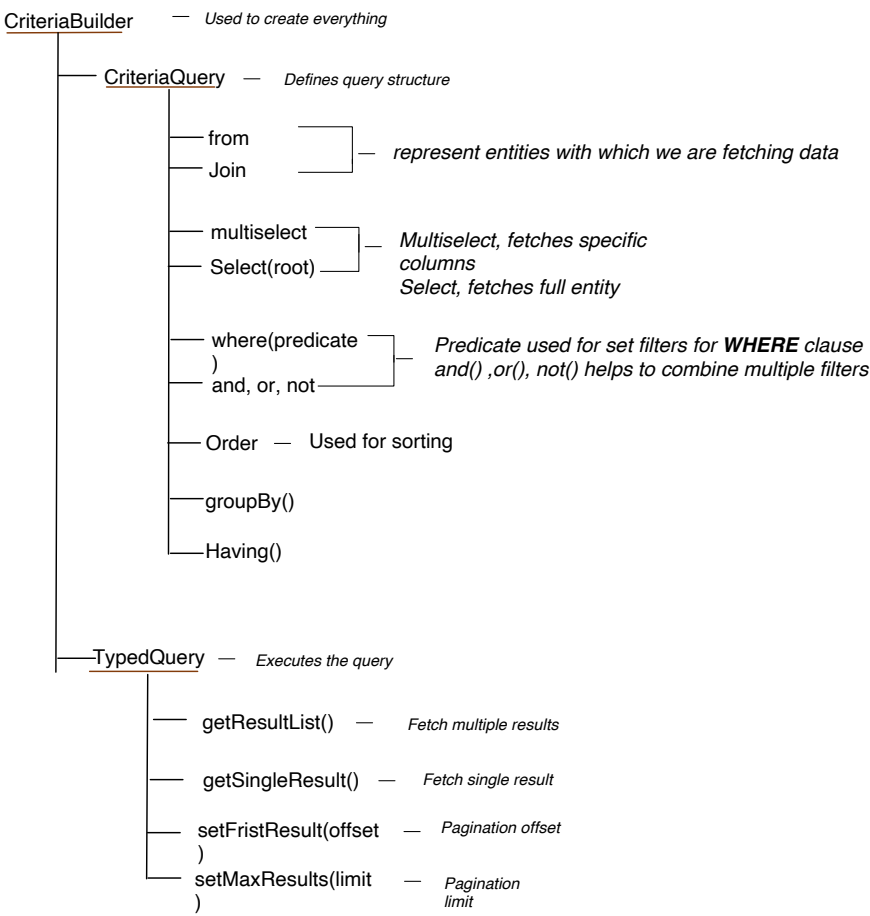 CriteriaBuilder — Used to create everything
CriteriaQuery — Defines query structure
from
Join
— represent entities with which we are fetching data
multiselect
Select(root)
— Multiselect, fetches specific
columns
Select, fetches full entity
where(predicate
)
and, or, not
— Predicate used for set filters for WHERE clause
and() ,or(), not() helps to combine multiple filters
Order — Used for sorting
groupBy()
Having()
TypedQuery — Executes the query
getResultList() — Fetch multiple results
getSingleResult() — Fetch single result
setFristResult(offset
)
— Pagination offset
setMaxResults(limit
)
— Pagination
limit